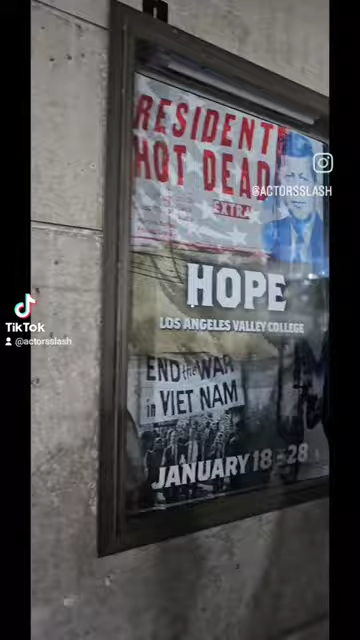 RESIDENT
HOT DEAD
EXTRA
@ACTORSSLASH
HOPE
LOS ANGELES VALLEY COLLEGE
TikTok
@actorsslash
END the WAR
in VIET NAM
JANUARY 18 - 28